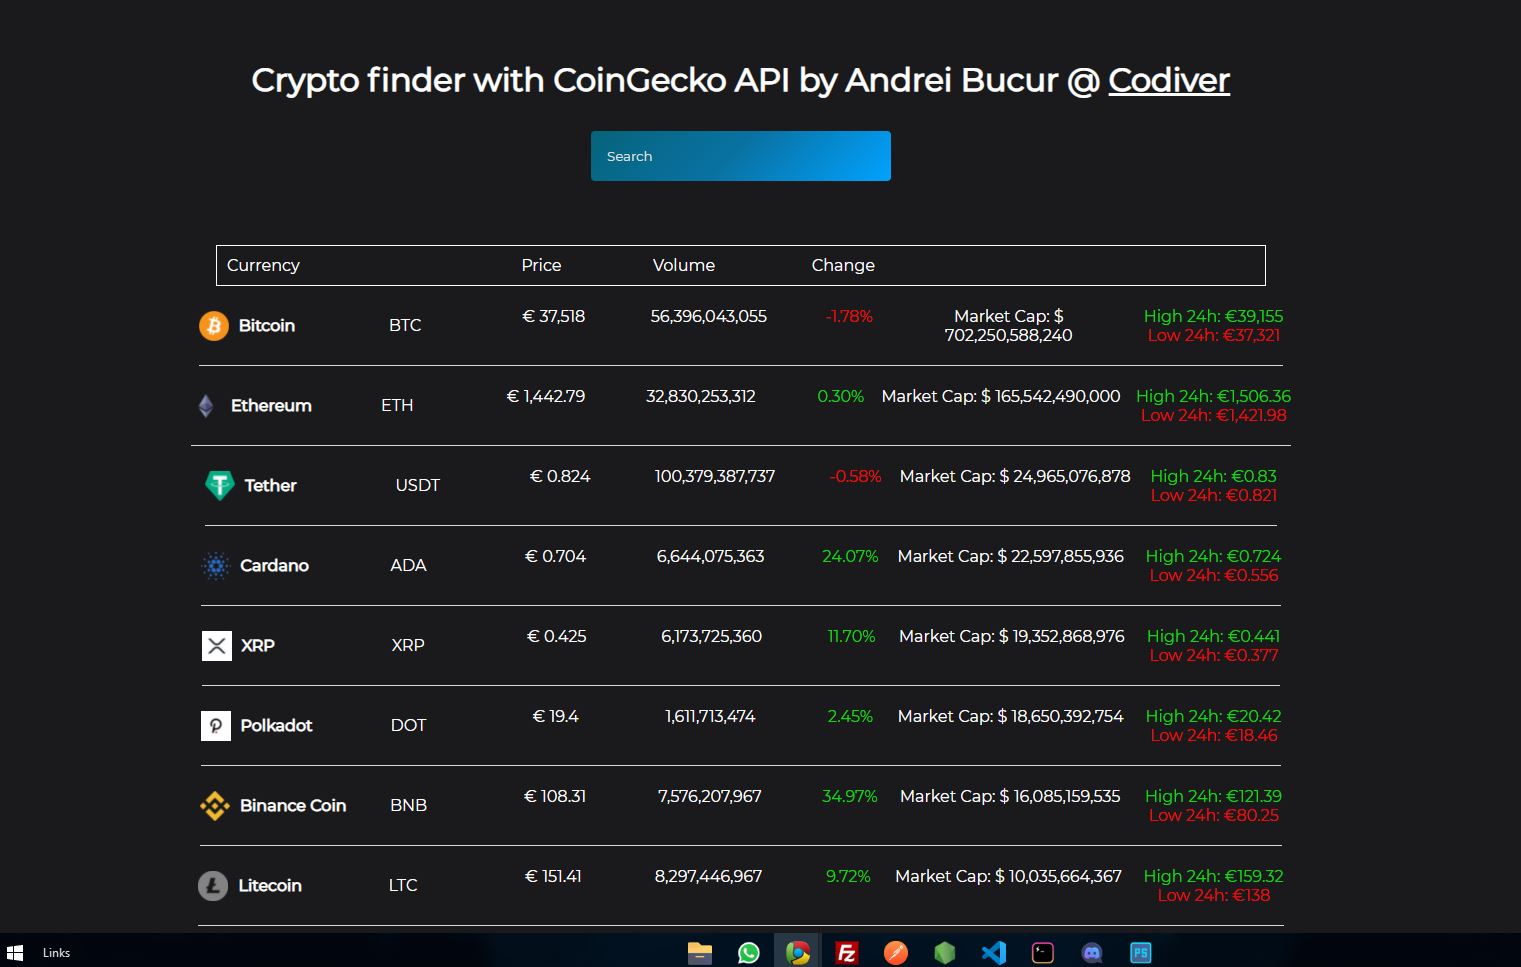 Crypto finder with CoinGecko API by Andrei Bucur @ Codiver
Search
Currency Price Volume Change
Bitcoin BTC € 37,518 56,396,043,055 -1.78% Market Cap: $ 702,250,588,240 High 24h: €39,155
Low 24h: €37,321
Ethereum ETH € 1,442.79 32,830,253,312 0.30% Market Cap: $ 165,542,490,000 High 24h: €1,506.36
Low 24h: €1,421.98
Tether USDT € 0.824 100,379,387,737 -0.58% Market Cap: $ 24,965,076,878 High 24h: €0.83
Low 24h: €0.821
Cardano ADA € 0.704 6,644,075,363 24.07% Market Cap: $ 22,597,855,936 High 24h: €0.724
Low 24h: €0.556
XRP XRP € 0.425 6,173,725,360 11.70% Market Cap: $ 19,352,868,976 High 24h: €0.441
Low 24h: €0.377
Polkadot DOT € 19.4 1,611,713,474 2.45% Market Cap: $ 18,650,392,754 High 24h: €20.42
Low 24h: €18.46
Binance Coin BNB € 108.31 7,576,207,967 34.97% Market Cap: $ 16,085,159,535 High 24h: €121.39
Low 24h: €80.25
Litecoin LTC € 151.41 8,297,446,967 9.72% Market Cap: $ 10,035,664,367 High 24h: €159.32
Low 24h: €138
Links
Fz
PS